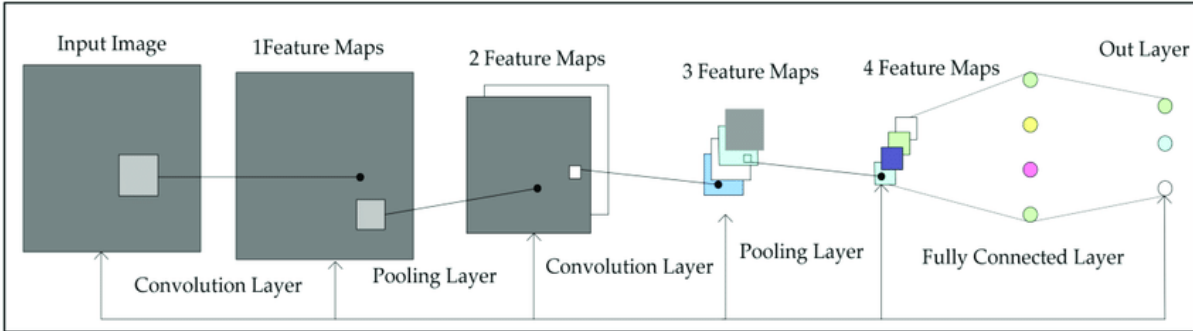 Input Image
1Feature Maps
2 Feature Maps
3 Feature Maps
4 Feature Maps
Out Layer
Convolution Layer
Pooling Layer
Convolution Layer
Pooling Layer
Fully Connected Layer